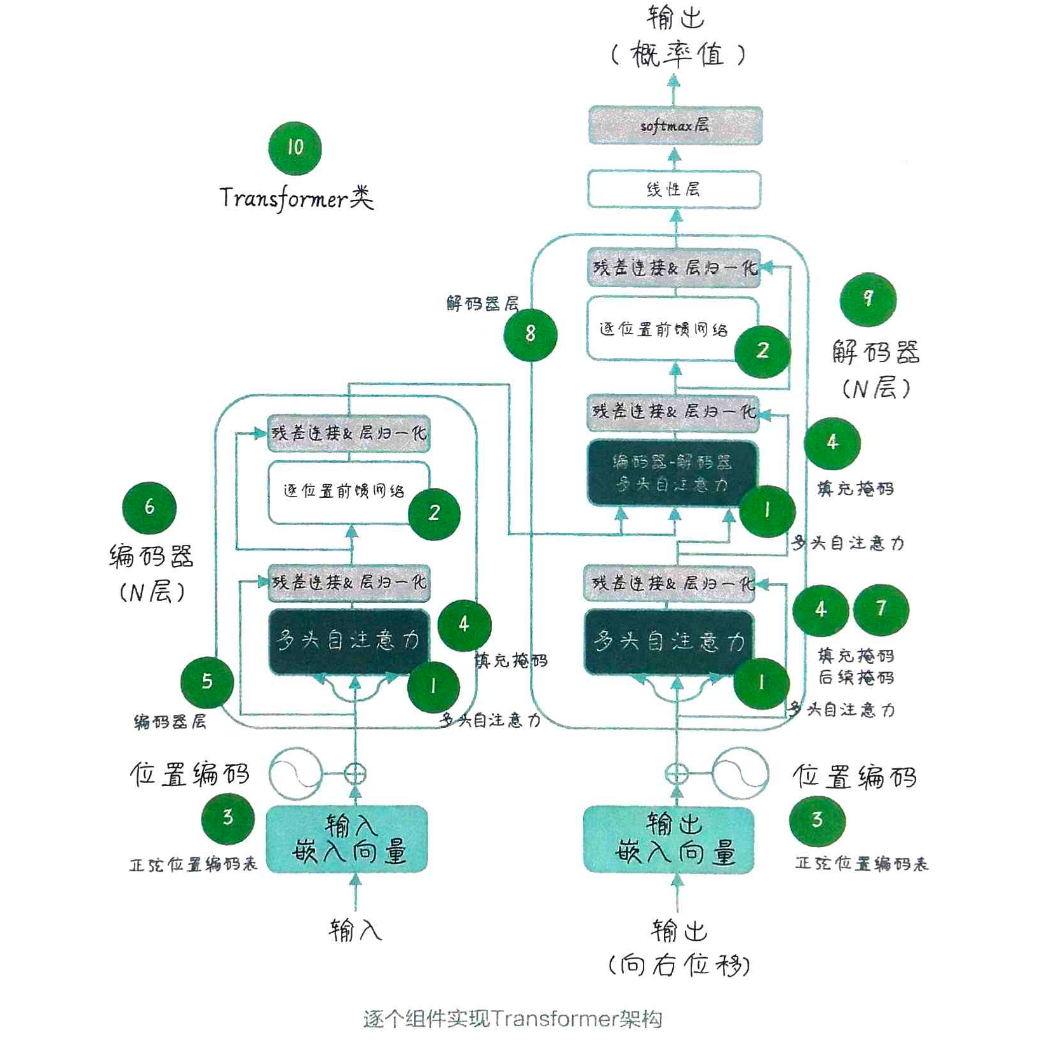 输出
(概率值)
softmax层
线性层
10
Transformer类
残差连接&层归一化
解码器层
8
逐位置前馈网络
2
9
解码器
(N层)
残差连接&层归一化
4
填充掩码
编码器-解码器
多头自注意力
1
多头自注意力
残差连接&层归一化
4
7
填充掩码
后续掩码
多头自注意力
1
多头自注意力
残差连接&层归一化
逐位置前馈网络
2
6
编码器
(N层)
残差连接&层归一化
4
填充掩码
多头自注意力
1
多头自注意力
5
编码器层
位置编码
3
正弦位置编码表
输入
嵌入向量
输入
位置编码
3
正弦位置编码表
输出
嵌入向量
输出
(向右位移)
逐个组件实现Transformer架构